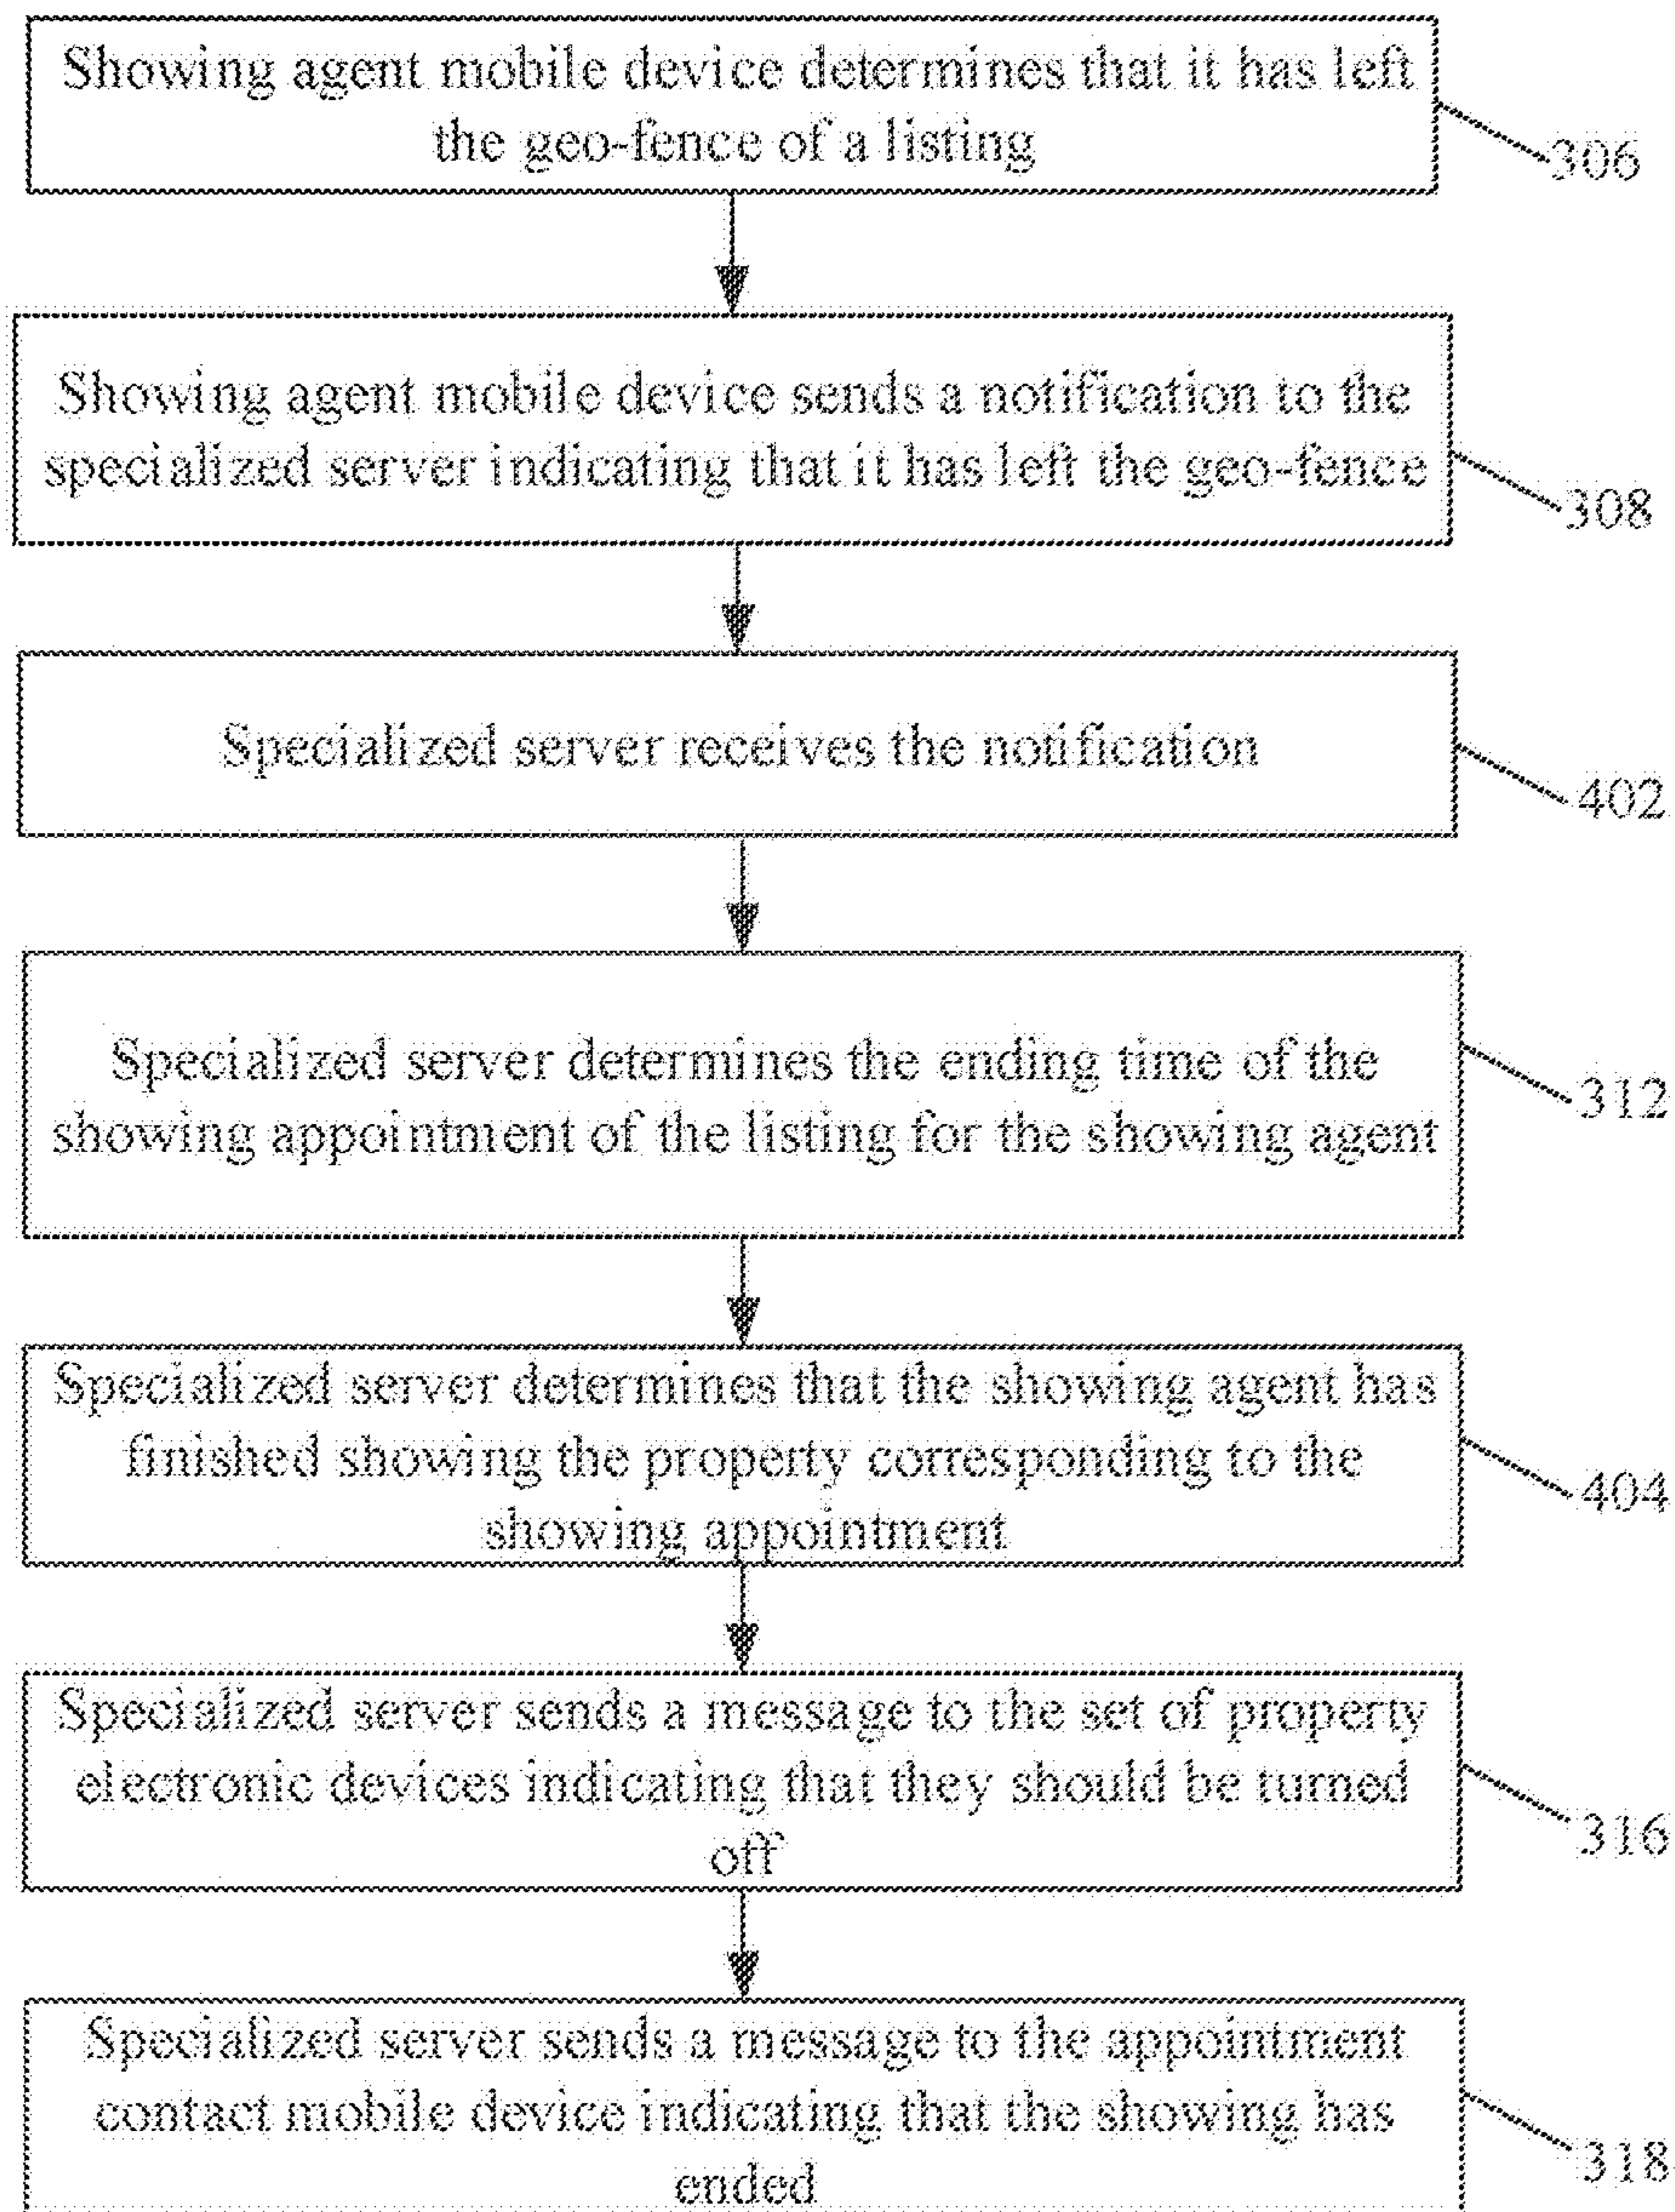 Showing agent mobile device determines that it has left
the geo-fence of a listing
306
Showing agent mobile device sends a notification to the
specialized server indicating that it has left the geo-fence
308
Specialized server receives the notification
402
Specialized server determines the ending time of the
showing appointment of the listing for the showing agent
312
Specialized server determines that the showing agent has
finished showing the property corresponding to the
showing appointment
404
Specialized server sends a message to the set of property
electronic devices indicating that they should be turned
off
316
Specialized server sends a message to the appointment
contact mobile device indicating that the showing has
ended
318